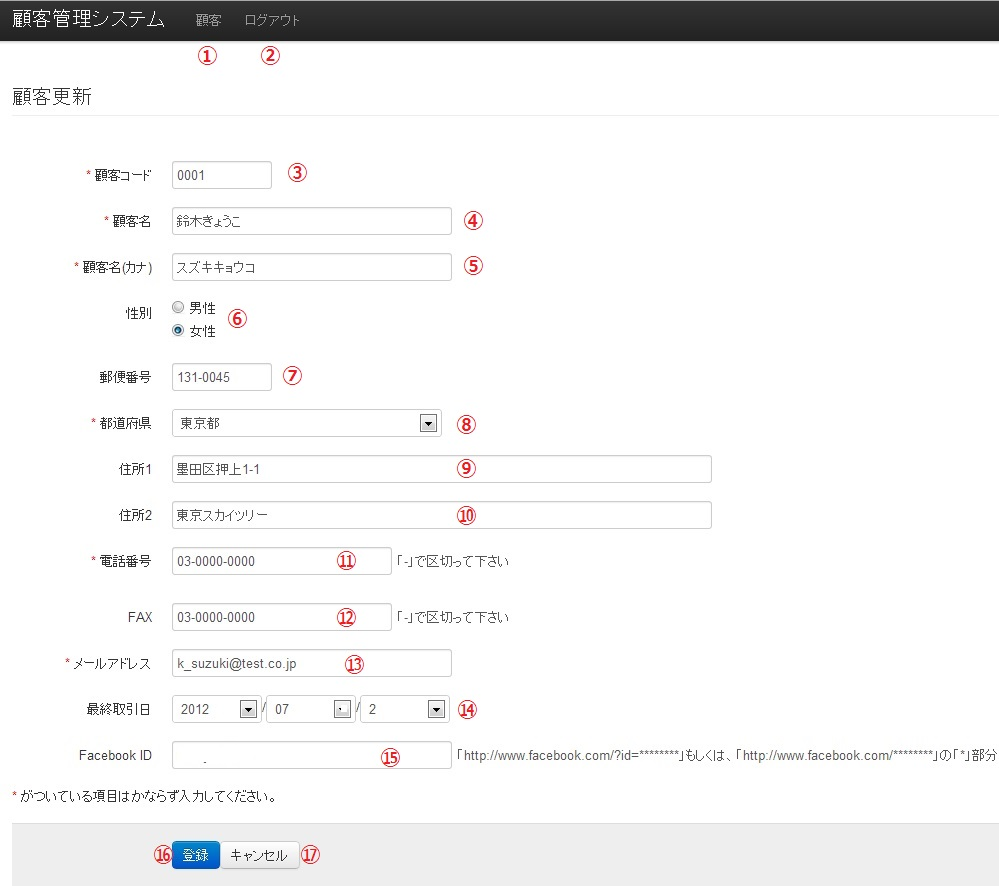 顧客管理システム 顧客 ログアウト
① ②
顧客更新
* 顧客コード 0001 ③
* 顧客名 鈴木きょうこ ④
* 顧客名(カナ) スズキキョウコ ⑤
性別 男性
女性 ⑥
郵便番号 131-0045 ⑦
* 都道府県 東京都 ⑧
住所1 墨田区押上1-1 ⑨
住所2 東京スカイツリー ⑩
* 電話番号 03-0000-0000 ⑪ 「-」で区切って下さい
FAX 03-0000-0000 ⑫ 「-」で区切って下さい
* メールアドレス k_suzuki@test.co.jp ⑬
最終取引日 2012 / 07 / 2 ⑭
Facebook ID ⑮ 「http://www.facebook.com/?id=********」もしくは、「http://www.facebook.com/********」の「*」部分
* がついている項目はかならず入力してください。
⑯ 登録 キャンセル ⑰